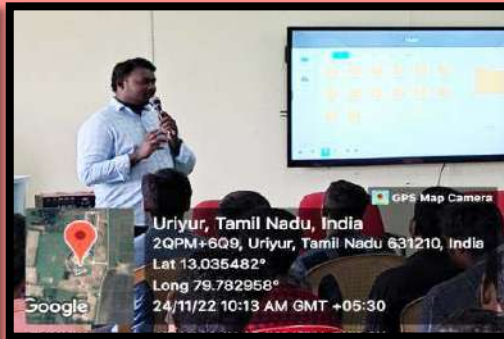 GPS Map Camera
Uriyur, Tamil Nadu, India
2QPM+6Q9, Uriyur, Tamil Nadu 631210, India
Lat 13.035482°
Long 79.782958°
24/11/22 10:13 AM GMT +05:30
Google